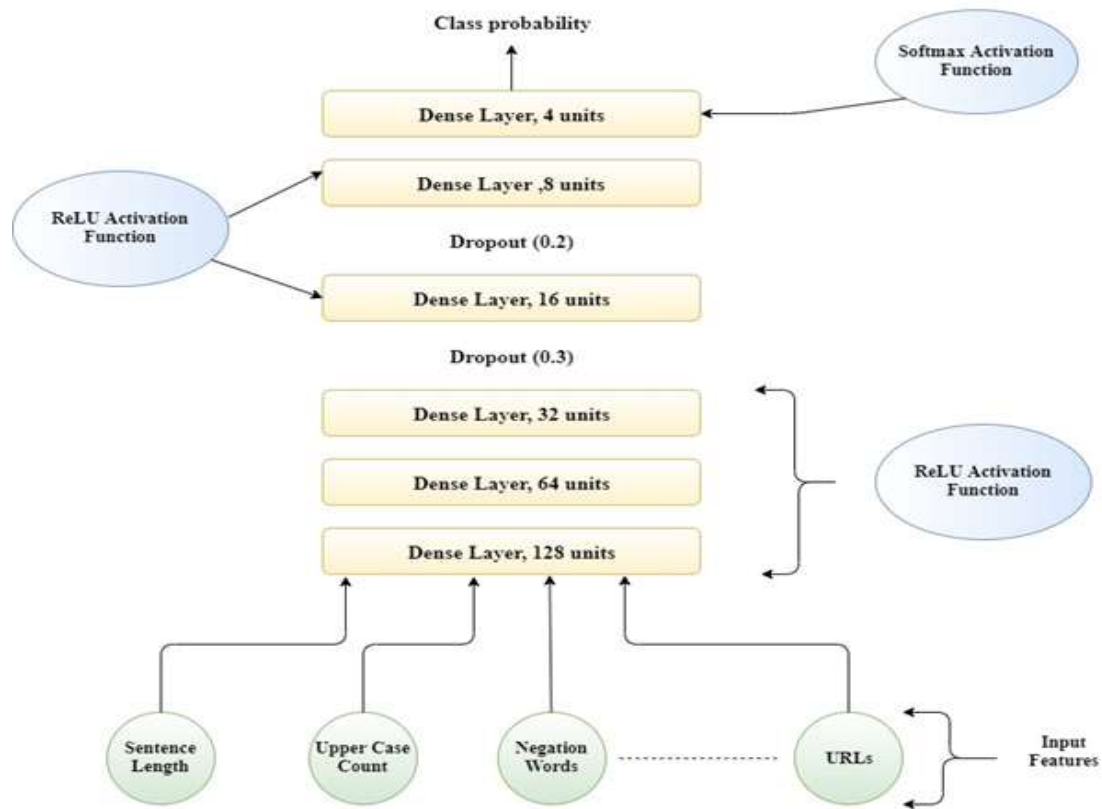 Class probability
Softmax Activation
Function
Dense Layer, 4 units
Dense Layer ,8 units
ReLU Activation
Function
Dropout (0.2)
Dense Layer, 16 units
Dropout (0.3)
Dense Layer, 32 units
Dense Layer, 64 units
ReLU Activation
Function
Dense Layer, 128 units
Sentence
Length
Upper Case
Count
Negation
Words
URLs
Input
Features